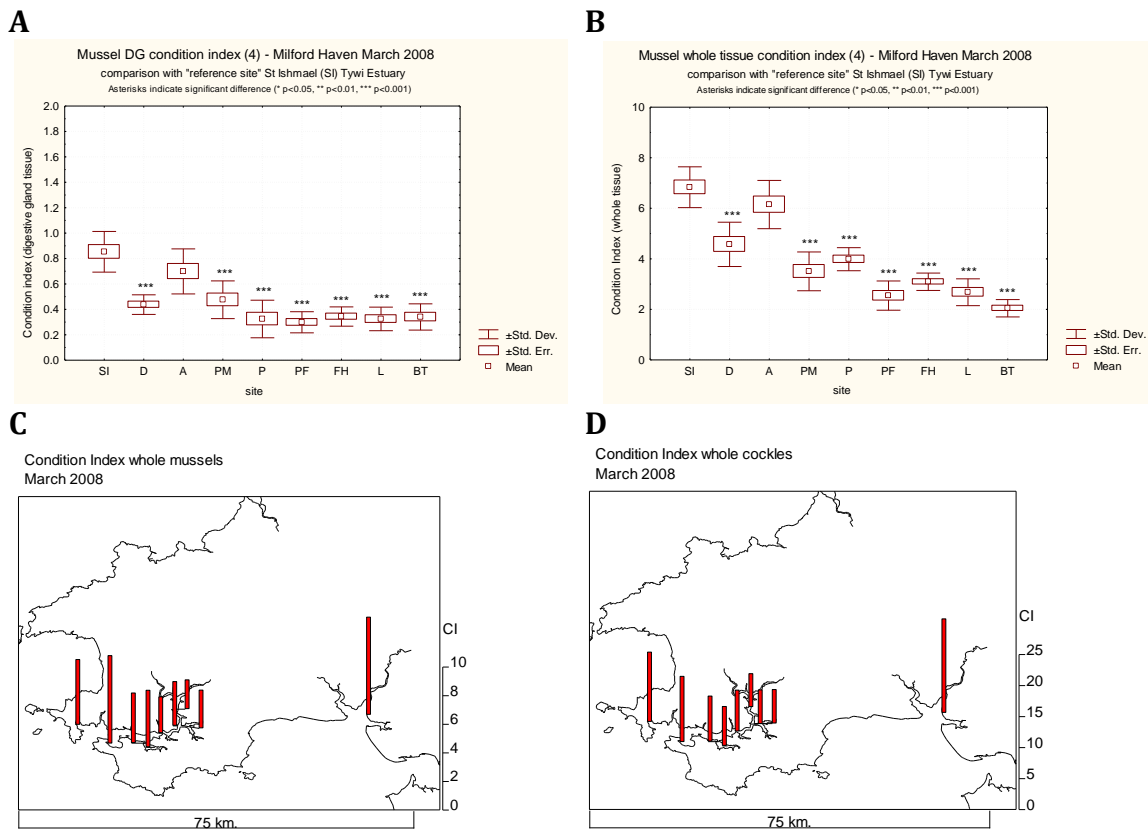 A
Mussel DG condition index (4) - Milford Haven March 2008
comparison with "reference site" St Ishmael (SI) Tywi Estuary
Asterisks indicate significant difference (* p<0.05, ** p<0.01, *** p<0.001)
Condition index (digestive gland tissue)
2.0
1.8
1.6
1.4
1.2
1.0
0.8
0.6
0.4
0.2
0.0
*** *** *** *** *** *** ***
SI D A PM P PF FH L BT
site
±Std. Dev.
±Std. Err.
Mean
B
Mussel whole tissue condition index (4) - Milford Haven March 2008
comparison with "reference site" St Ishmael (SI) Tywi Estuary
Asterisks indicate significant difference (* p<0.05, ** p<0.01, *** p<0.001)
Condition Index (whole tissue)
10
8
6
4
2
0
*** *** *** *** *** *** ***
SI D A PM P PF FH L BT
site
±Std. Dev.
±Std. Err.
Mean
C
Condition Index whole mussels
March 2008
CI
10
8
6
4
2
0
75 km.
D
Condition Index whole cockles
March 2008
CI
25
20
15
10
5
0
75 km.